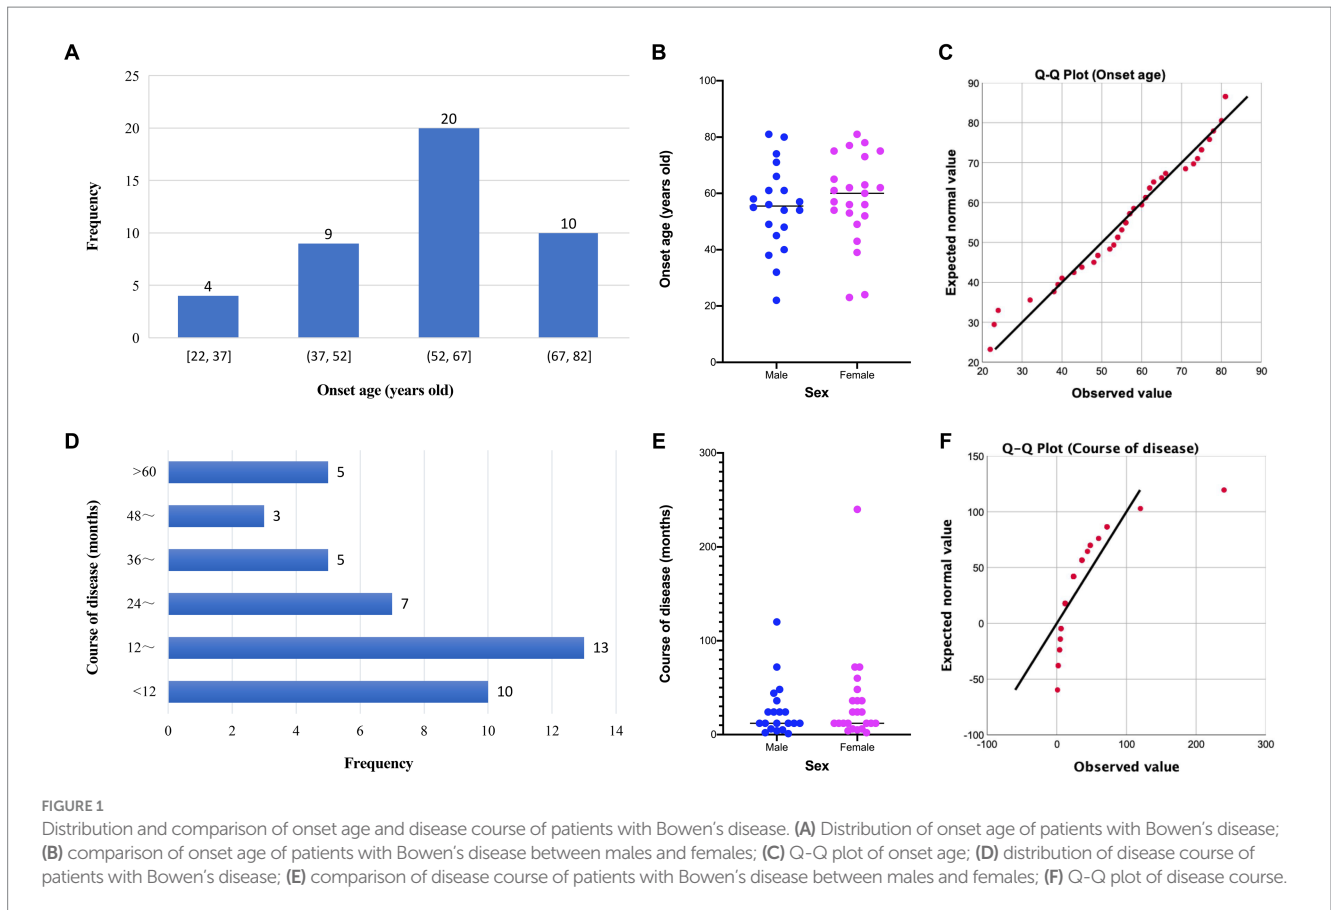 A
Frequency
25
20
15
10
5
0
4
9
20
10
[22, 37]
(37, 52]
(52, 67]
(67, 82]
Onset age (years old)
B
Onset age (years old)
100
80
60
40
20
0
Male
Female
Sex
C
Q-Q Plot (Onset age)
Expected normal value
90
80
70
60
50
40
30
20
20
30
40
50
60
70
80
90
Observed value
D
Course of disease (months)
>60
48～
36～
24～
12～
<12
5
3
5
7
13
10
0
2
4
6
8
10
12
14
Frequency
E
Course of disease (months)
300
200
100
0
Male
Female
Sex
F
Q-Q Plot (Course of disease)
Expected normal value
150
100
50
0
-50
-100
-100
0
100
200
300
Observed value
FIGURE 1
Distribution and comparison of onset age and disease course of patients with Bowen's disease. (A) Distribution of onset age of patients with Bowen's disease;
(B) comparison of onset age of patients with Bowen's disease between males and females; (C) Q-Q plot of onset age; (D) distribution of disease course of
patients with Bowen's disease; (E) comparison of disease course of patients with Bowen's disease between males and females; (F) Q-Q plot of disease course.